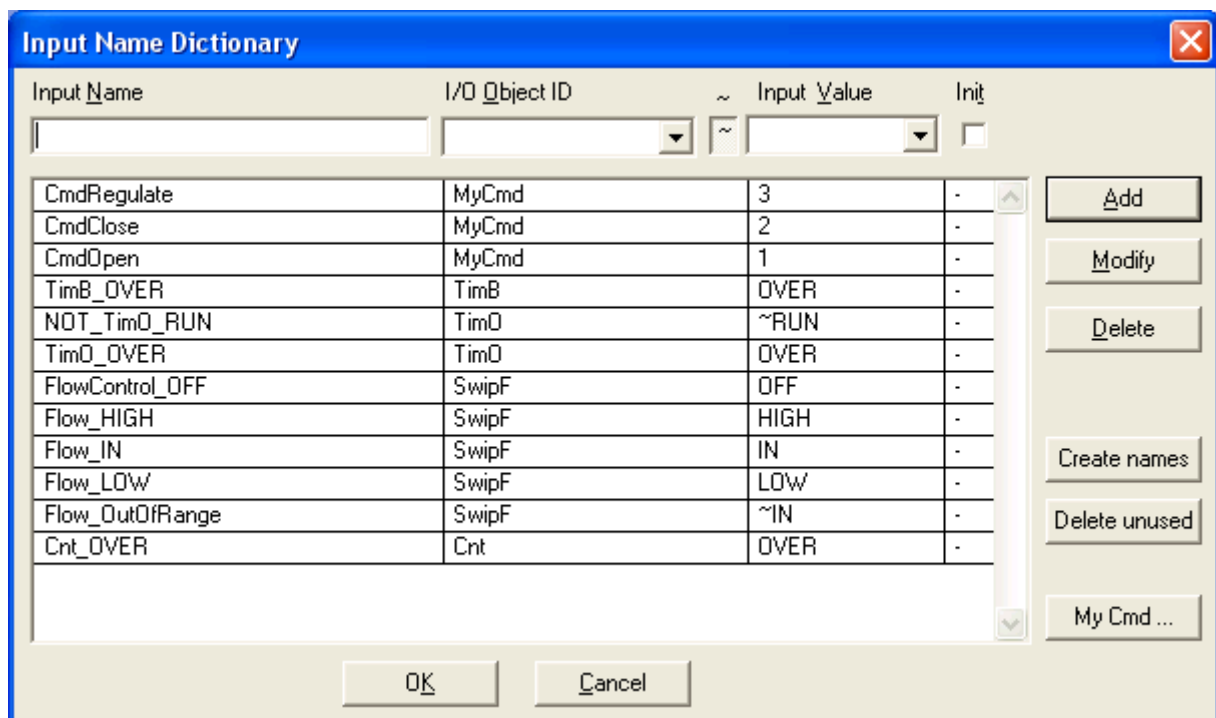 Input Name Dictionary
Input Name I/O Object ID ~ Input Value Init
~
CmdRegulate MyCmd 3 -
CmdClose MyCmd 2 -
CmdOpen MyCmd 1 -
TimB_OVER TimB OVER -
NOT_TimO_RUN TimO ~RUN -
TimO_OVER TimO OVER -
FlowControl_OFF SwipF OFF -
Flow_HIGH SwipF HIGH -
Flow_IN SwipF IN -
Flow_LOW SwipF LOW -
Flow_OutOfRange SwipF ~IN -
Cnt_OVER Cnt OVER -
Add
Modify
Delete
Create names
Delete unused
My Cmd ...
OK Cancel